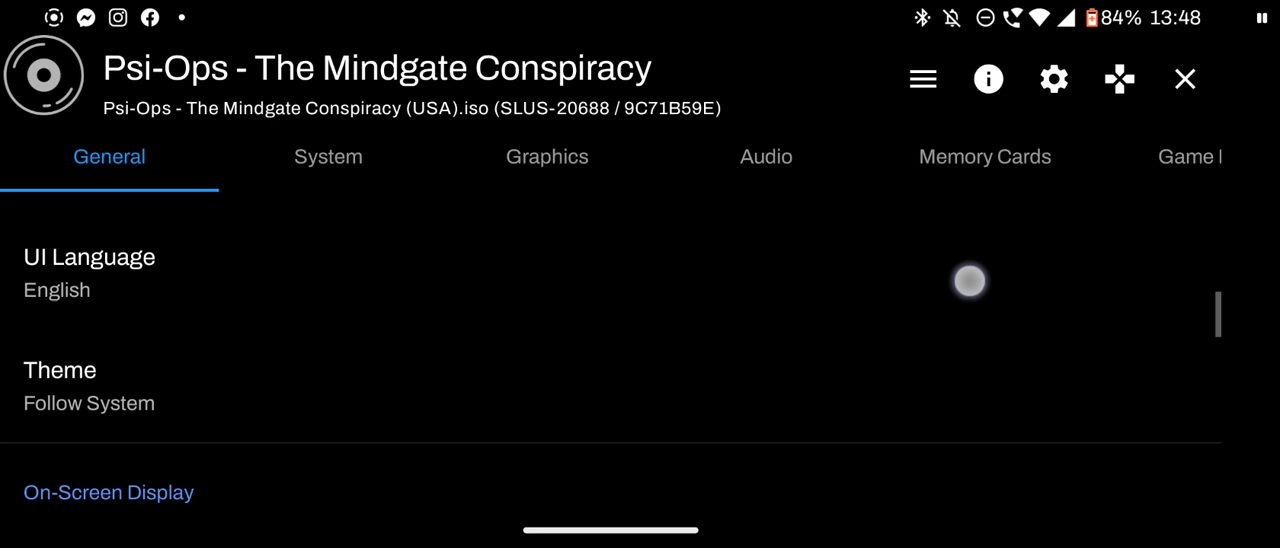 84% 13:48
Psi-Ops - The Mindgate Conspiracy
Psi-Ops - The Mindgate Conspiracy (USA).iso (SLUS-20688 / 9C71B59E)
General System Graphics Audio Memory Cards Game
UI Language
English
Theme
Follow System
On-Screen Display